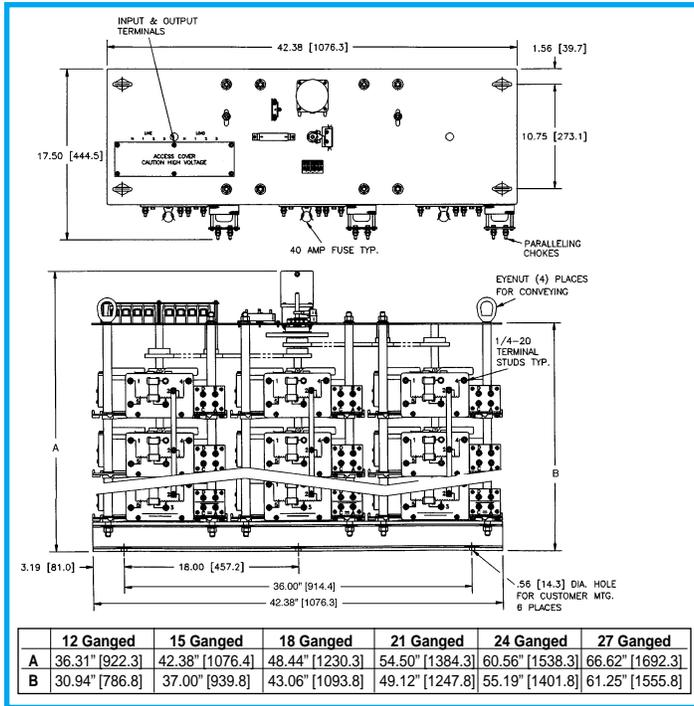 INPUT & OUTPUT
TERMINALS
42.38 [1076.3]
1.56 [39.7]
17.50 [444.5]
10.75 [273.1]
LINE LOAD
N 1 2 3 N 1 2 3
ACCESS COVER
CAUTION HIGH VOLTAGE
40 AMP FUSE TYP.
PARALLELING
CHOKES
EYENUT (4) PLACES
FOR CONVEYING
1/4-20
TERMINAL
STUDS TYP.
A
B
3.19 [81.0]
18.00 [457.2]
36.00" [914.4]
42.38" [1076.3]
.56 [14.3] DIA. HOLE
FOR CUSTOMER MTG.
6 PLACES
12 Ganged 15 Ganged 18 Ganged 21 Ganged 24 Ganged 27 Ganged
A 36.31" [922.3] 42.38" [1076.4] 48.44" [1230.3] 54.50" [1384.3] 60.56" [1538.3] 66.62" [1692.3]
B 30.94" [786.8] 37.00" [939.8] 43.06" [1093.8] 49.12" [1247.8] 55.19" [1401.8] 61.25" [1555.8]